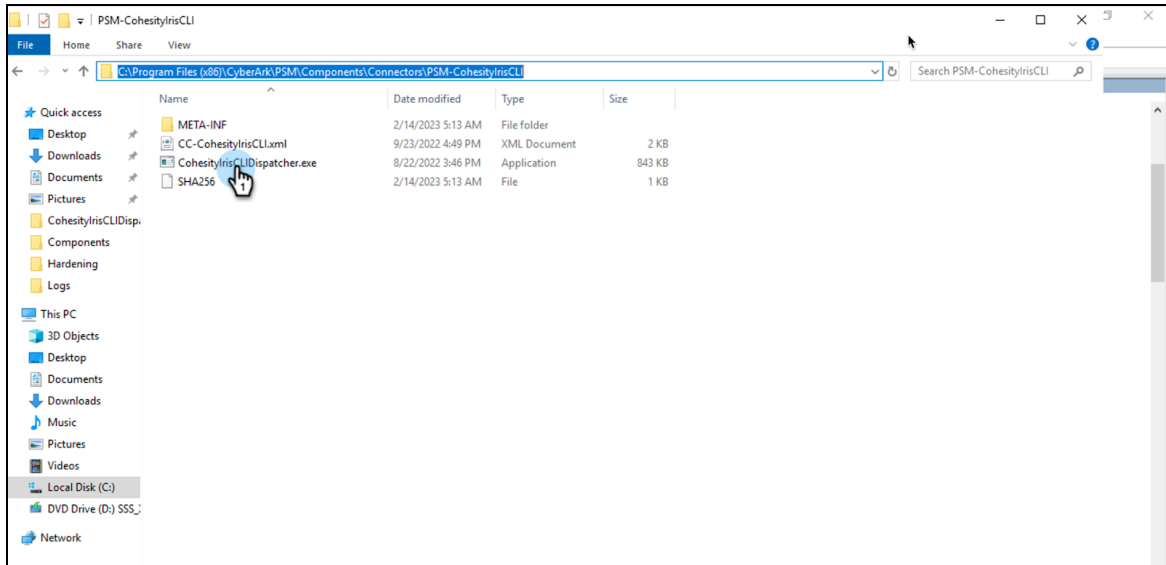 PSM-CohesityIrisCLI
File Home Share View
C:\Program Files (x86)\CyberArk\PSM\Components\Connectors\PSM-CohesityIrisCLI
Search PSM-CohesityIrisCLI
Name Date modified Type Size
META-INF 2/14/2023 5:13 AM File folder
CC-CohesityIrisCLI.xml 9/23/2022 4:49 PM XML Document 2 KB
CohesityIrisCLIDispatcher.exe 8/22/2022 3:46 PM Application 843 KB
SHA256 2/14/2023 5:13 AM File 1 KB
1
Quick access
Desktop
Downloads
Documents
Pictures
CohesityIrisCLIDispa
Components
Hardening
Logs
This PC
3D Objects
Desktop
Documents
Downloads
Music
Pictures
Videos
Local Disk (C:)
DVD Drive (D:) SSS_
Network